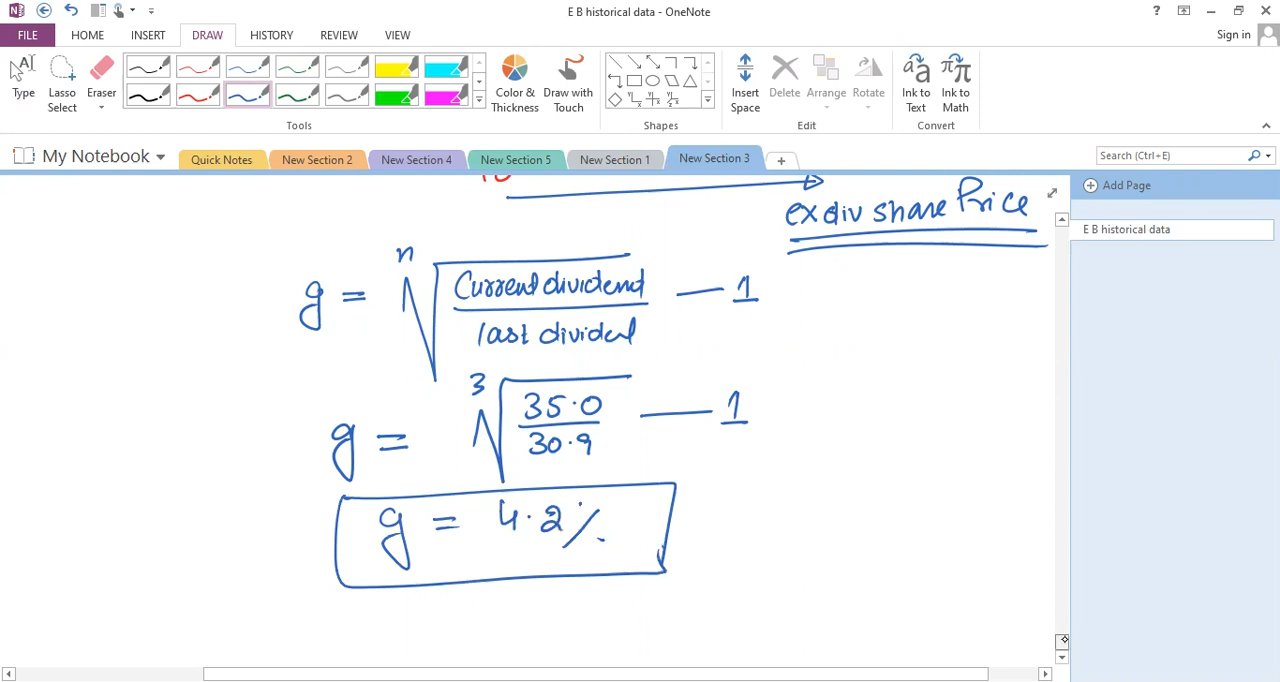 E B historical data - OneNote
Sign in
FILE HOME INSERT DRAW HISTORY REVIEW VIEW
Type
Lasso Select
Eraser
Color & Thickness
Draw with Touch
Insert Space
Delete
Arrange
Rotate
Ink to Text
Ink to Math
Tools
Shapes
Edit
Convert
My Notebook
Quick Notes New Section 2 New Section 4 New Section 5 New Section 1 New Section 3
Search (Ctrl+E)
Add Page
E B historical data
ex div share Price
g = n√ Current dividend / last dividend — 1
g = 3√ 35.0 / 30.9 — 1
g = 4.2%